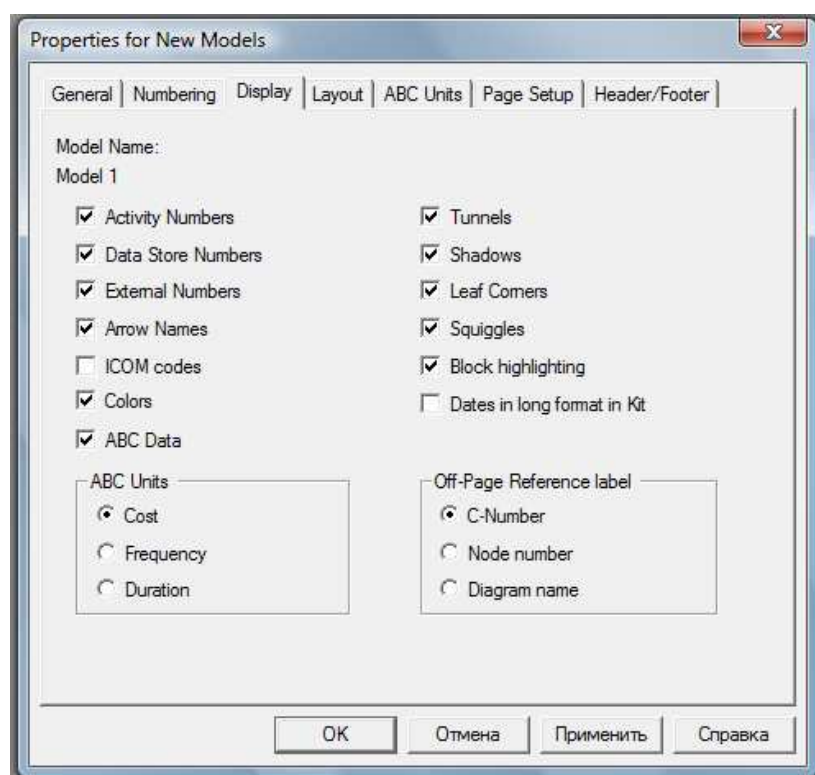 Properties for New Models
General
Numbering
Display
Layout
ABC Units
Page Setup
Header/Footer
Model Name:
Model 1
Activity Numbers
Data Store Numbers
External Numbers
Arrow Names
ICOM codes
Colors
ABC Data
Tunnels
Shadows
Leaf Corners
Squiggles
Block highlighting
Dates in long format in Kit
ABC Units
Cost
Frequency
Duration
Off-Page Reference label
C-Number
Node number
Diagram name
OK
Отмена
Применить
Справка